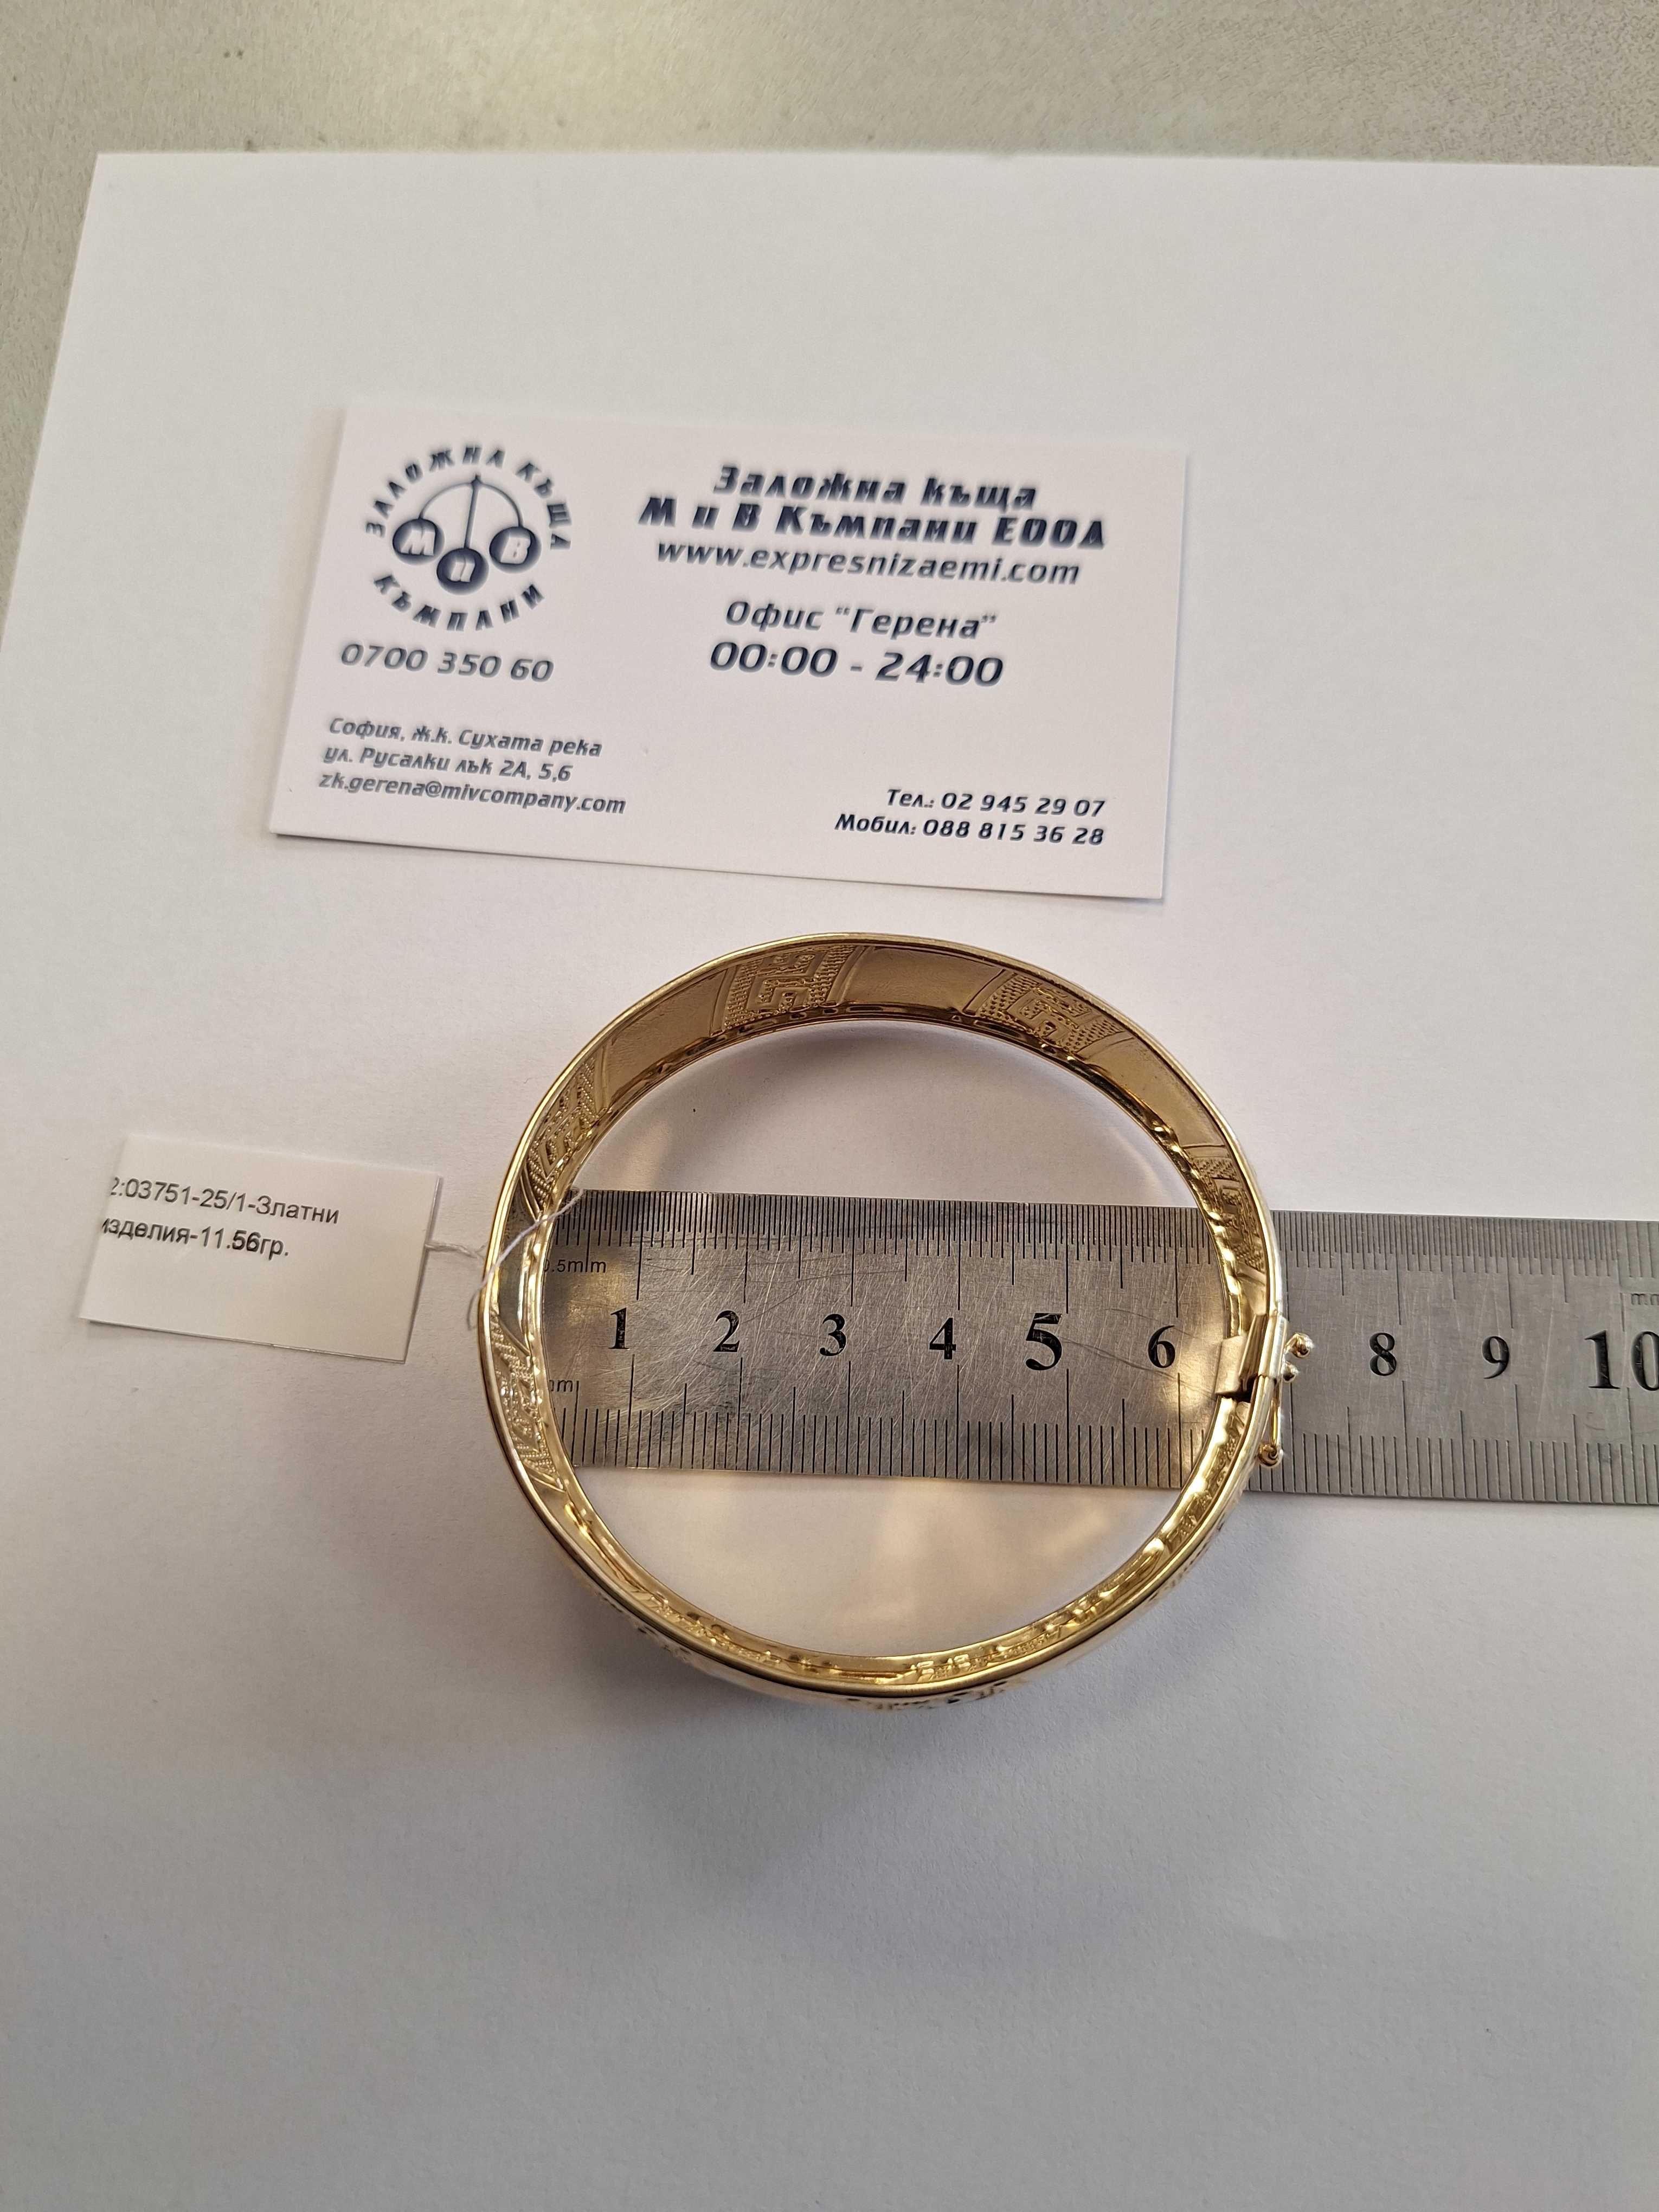 ЗАЛОЖНА КЪЩА
М И В
КЪМПАНИ
0700 350 60
София, ж.к. Сухата река
ул. Русалки лък 2А, 5,6
zk.gerena@mivcompany.com
Заложна къща
М и В Къмпани ЕООД
www.expresnizaemi.com
Офис "Герена"
00:00 - 24:00
Тел.: 02 945 29 07
Мобил: 088 815 36 28
2:03751-25/1-Златни
изделия-11.56гр.
0.5mm
1 2 3 4 5 6 8 9 10
mm